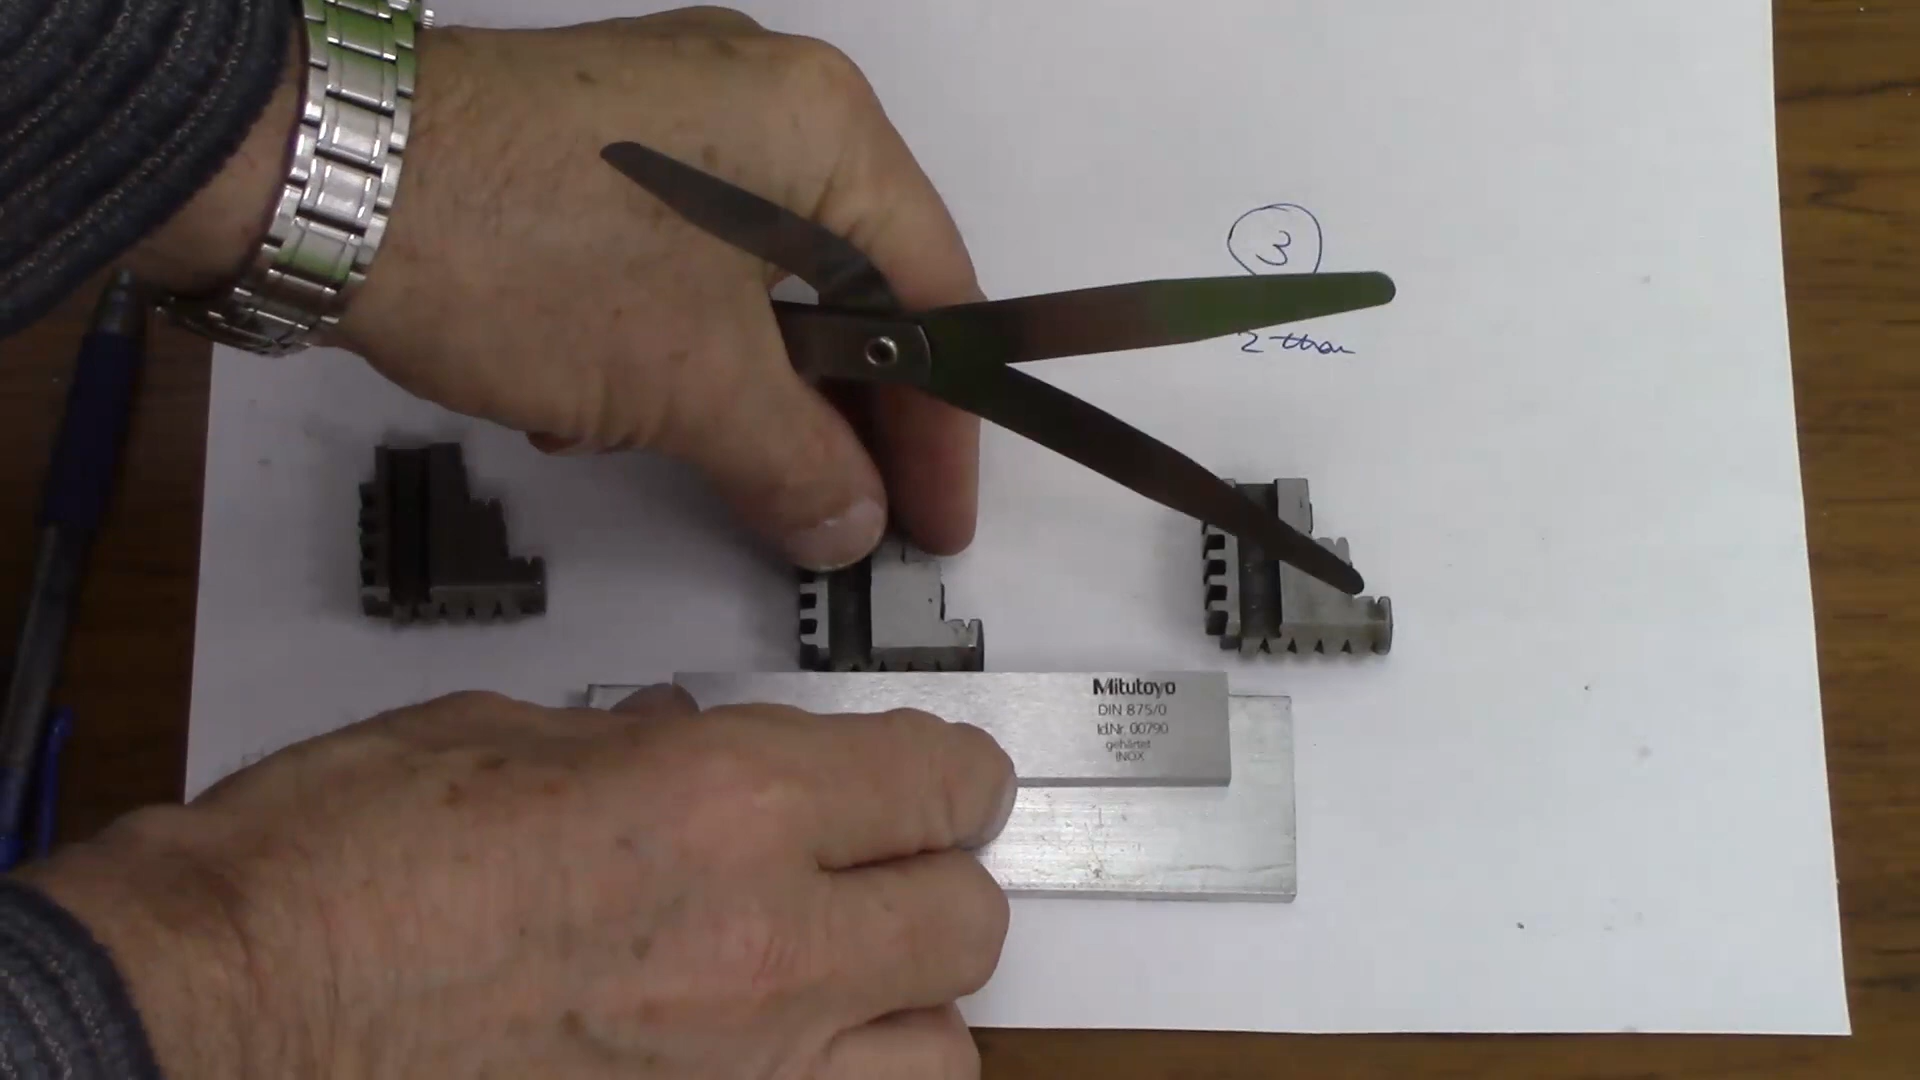 3
2 thou
Mitutoyo
DIN 875/0
Id.Nr. 00790
gehärtet
INOX